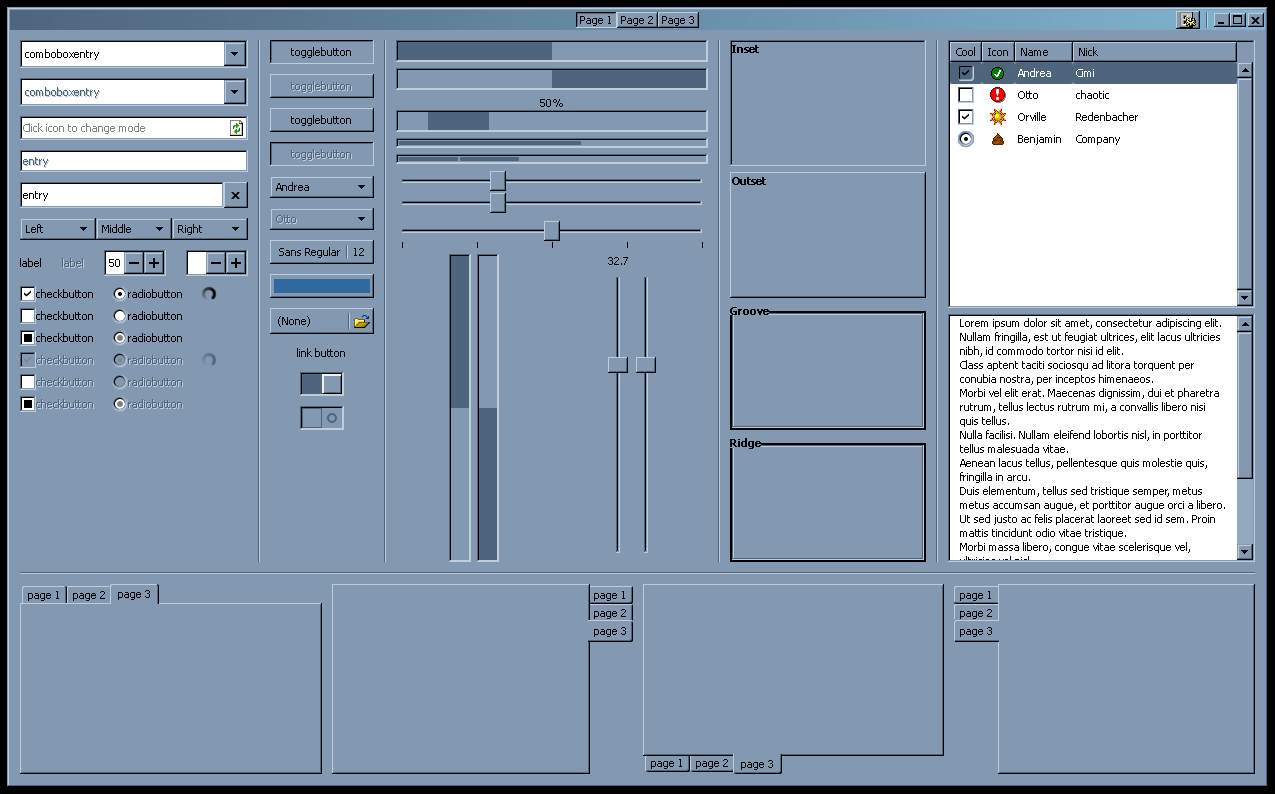 Page 1 Page 2 Page 3
comboboxentry
comboboxentry
Click icon to change mode
entry
entry
Left Middle Right
label label 50
checkbutton radiobutton
checkbutton radiobutton
checkbutton radiobutton
checkbutton radiobutton
checkbutton radiobutton
checkbutton radiobutton
togglebutton
togglebutton
togglebutton
togglebutton
Andrea
Otto
Sans Regular 12
(None)
link button
50%
32.7
Inset
Outset
Groove
Ridge
Cool Icon Name Nick
Andrea Cimi
Otto chaotic
Orville Redenbacher
Benjamin Company
Lorem ipsum dolor sit amet, consectetur adipiscing elit.
Nullam fringilla, est ut feugiat ultrices, elit lacus ultricies
nibh, id commodo tortor nisi id elit.
Class aptent taciti sociosqu ad litora torquent per
conubia nostra, per inceptos himenaeos.
Morbi vel elit erat. Maecenas dignissim, dui et pharetra
rutrum, tellus lectus rutrum mi, a convallis libero nisi
quis tellus.
Nulla facilisi. Nullam eleifend lobortis nisl, in porttitor
tellus malesuada vitae.
Aenean lacus tellus, pellentesque quis molestie quis,
fringilla in arcu.
Duis elementum, tellus sed tristique semper, metus
metus accumsan augue, et porttitor augue orci a libero.
Ut sed justo ac felis placerat laoreet sed id sem. Proin
mattis tincidunt odio vitae tristique.
Morbi massa libero, congue vitae scelerisque vel,
page 1 page 2 page 3
page 1
page 2
page 3
page 1 page 2 page 3
page 1
page 2
page 3